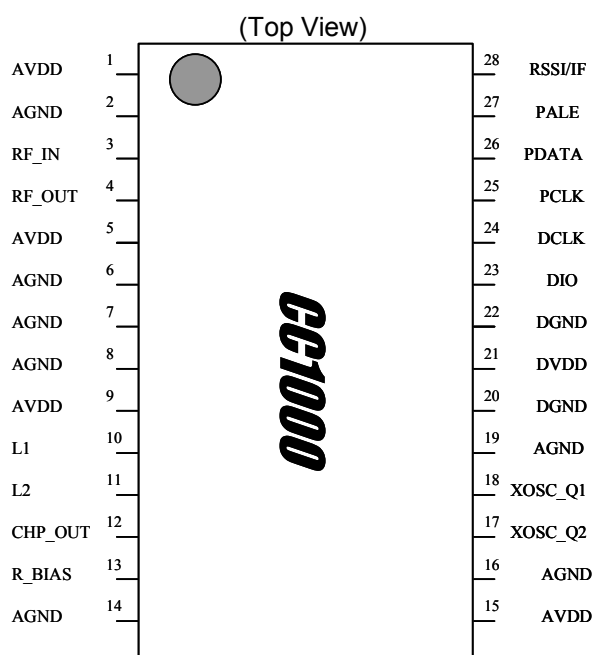 (Top View)
AVDD 1 28 RSSI/IF
AGND 2 27 PALE
RF_IN 3 26 PDATA
RF_OUT 4 25 PCLK
AVDD 5 24 DCLK
AGND 6 23 DIO
AGND 7 22 DGND
AGND 8 21 DVDD
AVDD 9 20 DGND
L1 10 19 AGND
L2 11 18 XOSC_Q1
CHP_OUT 12 17 XOSC_Q2
R_BIAS 13 16 AGND
AGND 14 15 AVDD
CC1000